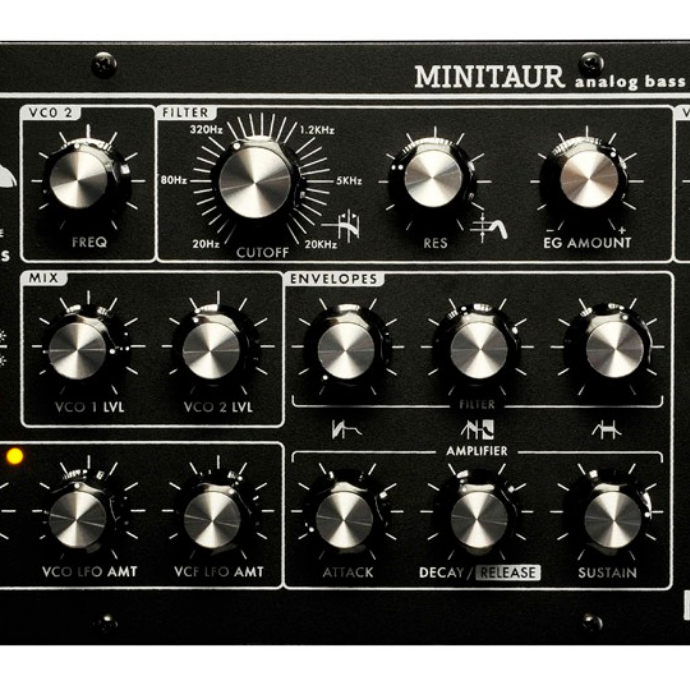 MINITAUR analog bass
VCO 2
FILTER
320Hz
1.2KHz
80Hz
5KHz
20Hz
20KHz
FREQ
CUTOFF
RES
- +
EG AMOUNT
E
S
MIX
ENVELOPES
VCO 1 LVL
VCO 2 LVL
FILTER
AMPLIFIER
VCO LFO AMT
VCF LFO AMT
ATTACK
DECAY/RELEASE
SUSTAIN